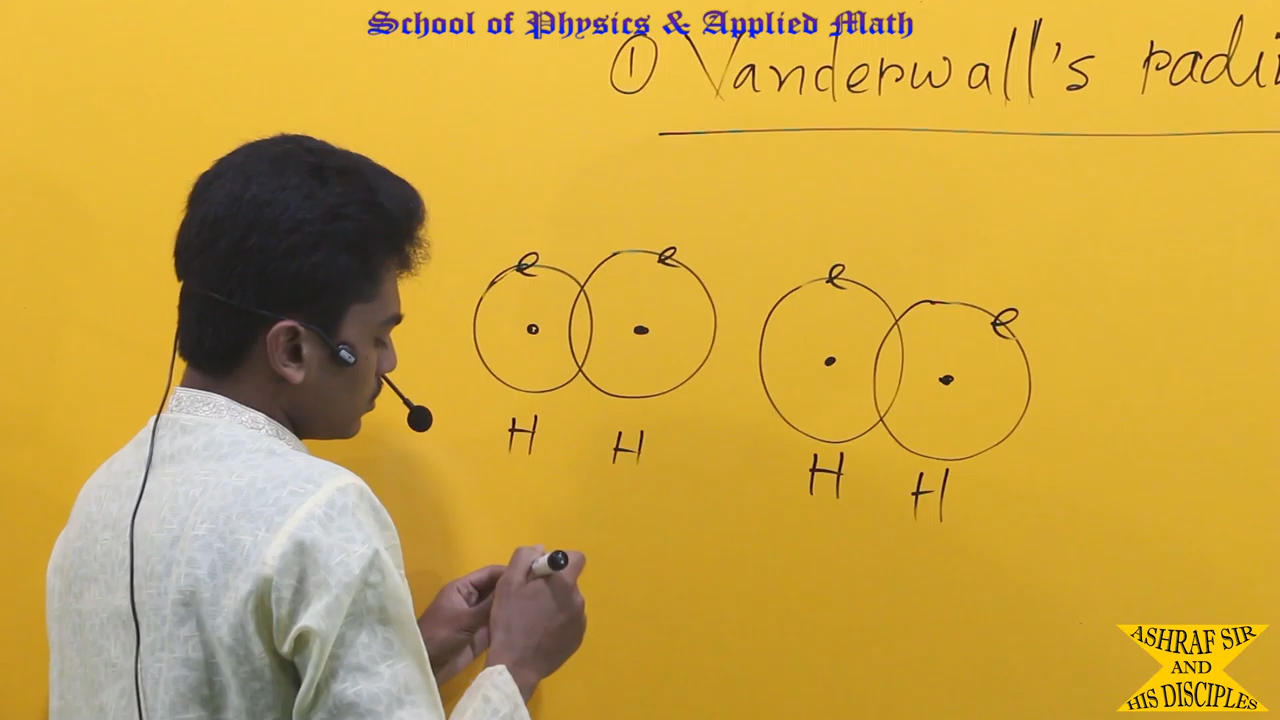 School of Physics & Applied Math
① Vanderwall's radi
e e e e
H H H H
ASHRAF SIR
AND
HIS DISCIPLES